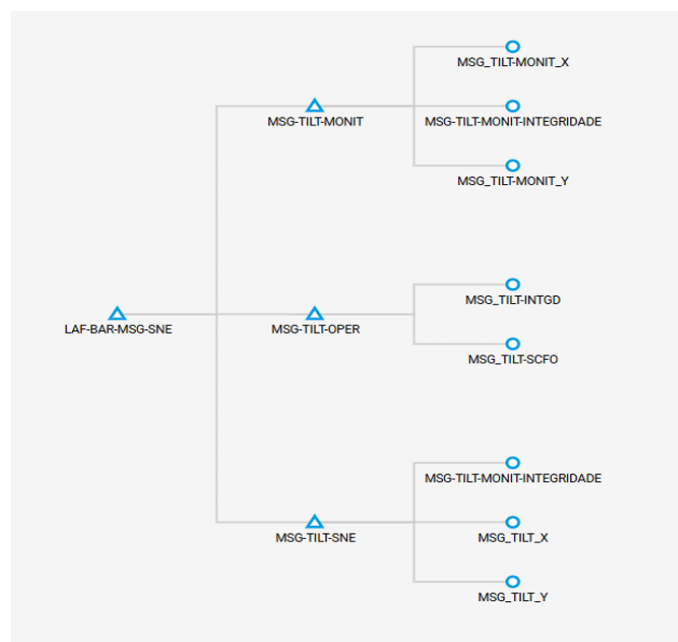 MSG_TILT-MONIT_X
MSG-TILT-MONIT
MSG-TILT-MONIT-INTEGRIDADE
MSG_TILT-MONIT_Y
MSG_TILT-INTGD
LAF-BAR-MSG-SNE
MSG-TILT-OPER
MSG_TILT-SCFO
MSG-TILT-MONIT-INTEGRIDADE
MSG-TILT-SNE
MSG_TILT_X
MSG_TILT_Y